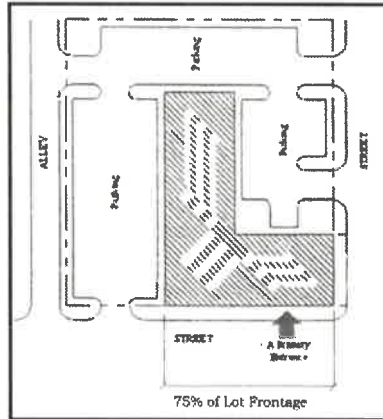 Parking
ALLEY
Parking
Parking
STREET
STREET
A Primary
Entrance
75% of Lot Frontage